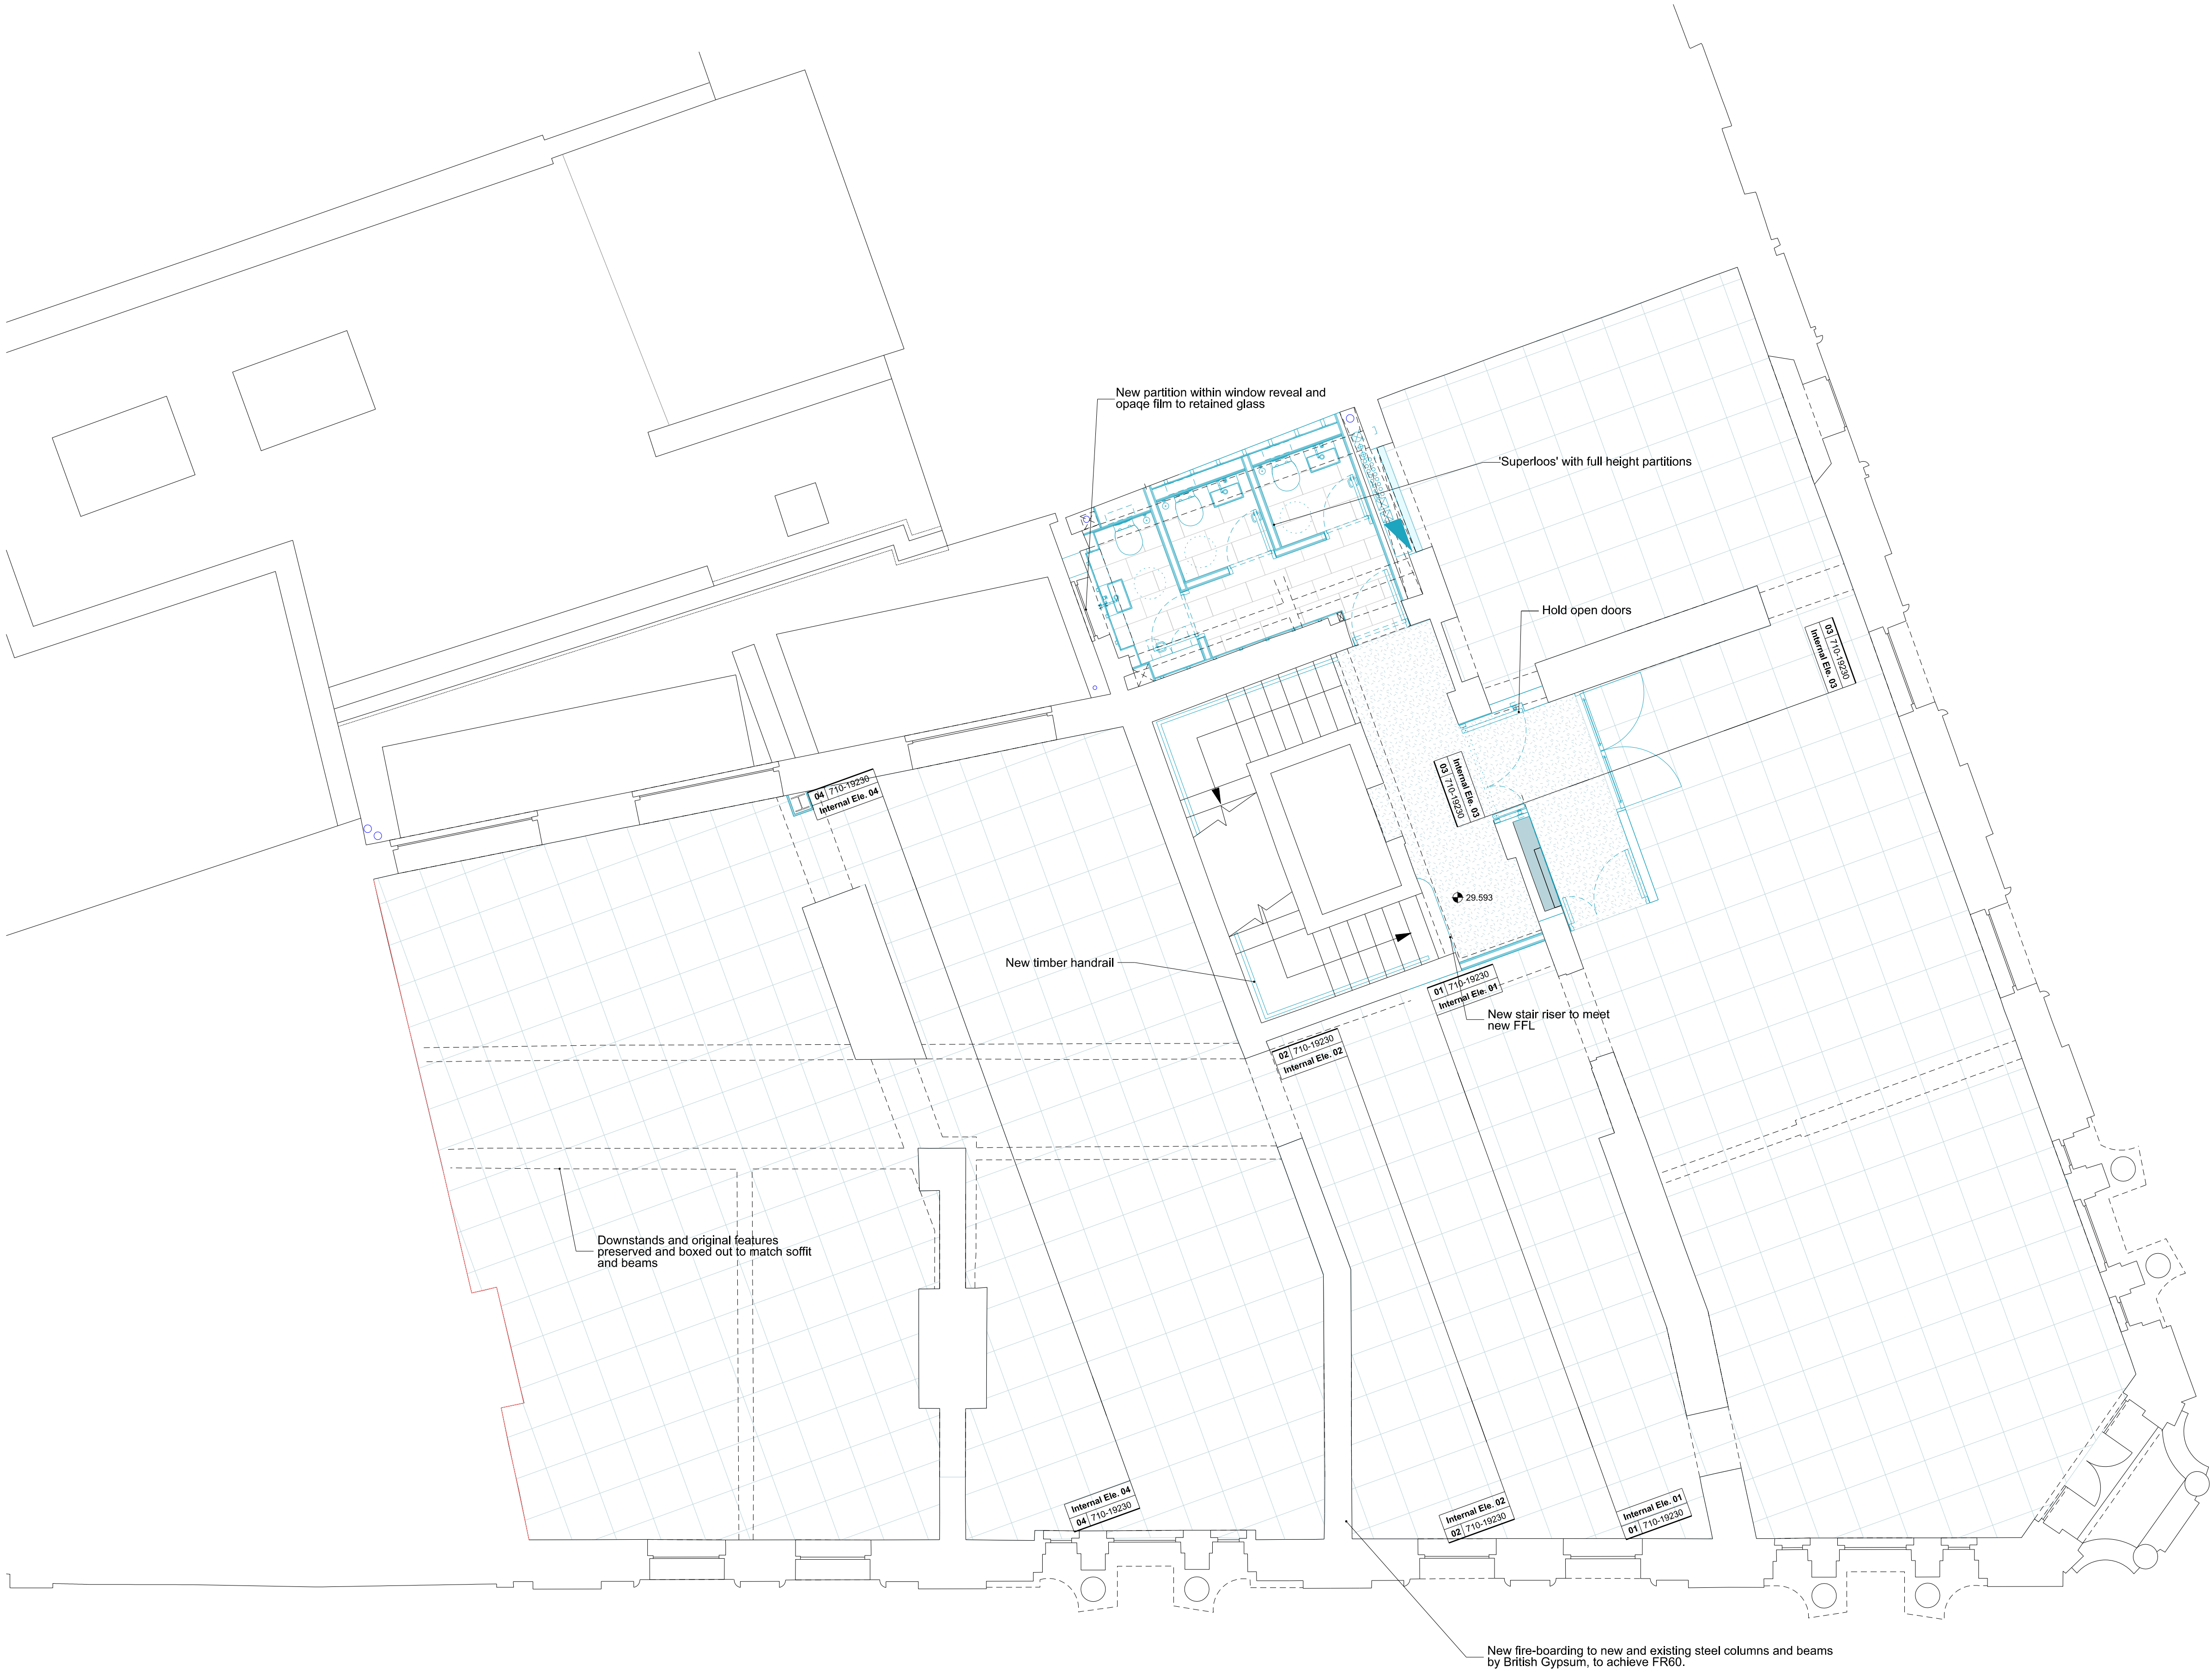 New partition within window reveal and
opaqe film to retained glass
'Superloos' with full height partitions
Hold open doors
03 710-19230
Internal Ele. 03
Internal Ele. 03
03 710-19230
04 710-19230
Internal Ele. 04
29.593
New timber handrail
01 710-19230
Internal Ele. 01
New stair riser to meet
new FFL
02 710-19230
Internal Ele. 02
Downstands and original features
preserved and boxed out to match soffit
and beams
Internal Ele. 04
04 710-19230
Internal Ele. 02
02 710-19230
Internal Ele. 01
01 710-19230
New fire-boarding to new and existing steel columns and beams
by British Gypsum, to achieve FR60.